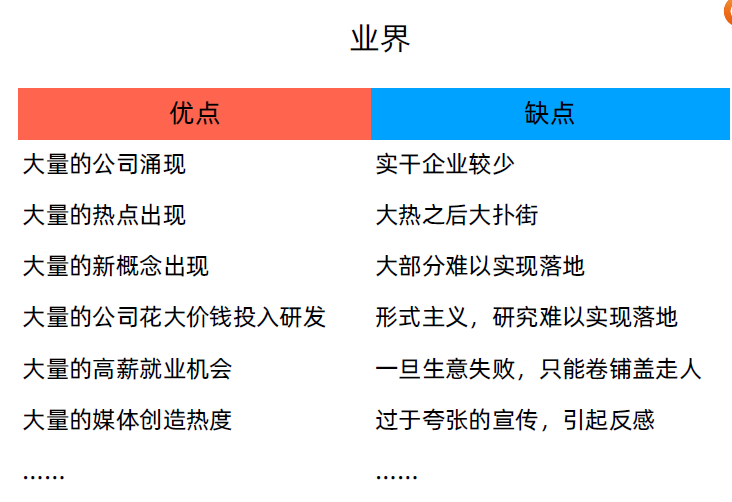 业界
优点 缺点
大量的公司涌现 实干企业较少
大量的热点出现 大热之后大扑街
大量的新概念出现 大部分难以实现落地
大量的公司花大价钱投入研发 形式主义，研究难以实现落地
大量的高薪就业机会 一旦生意失败，只能卷铺盖走人
大量的媒体创造热度 过于夸张的宣传，引起反感
…… ……